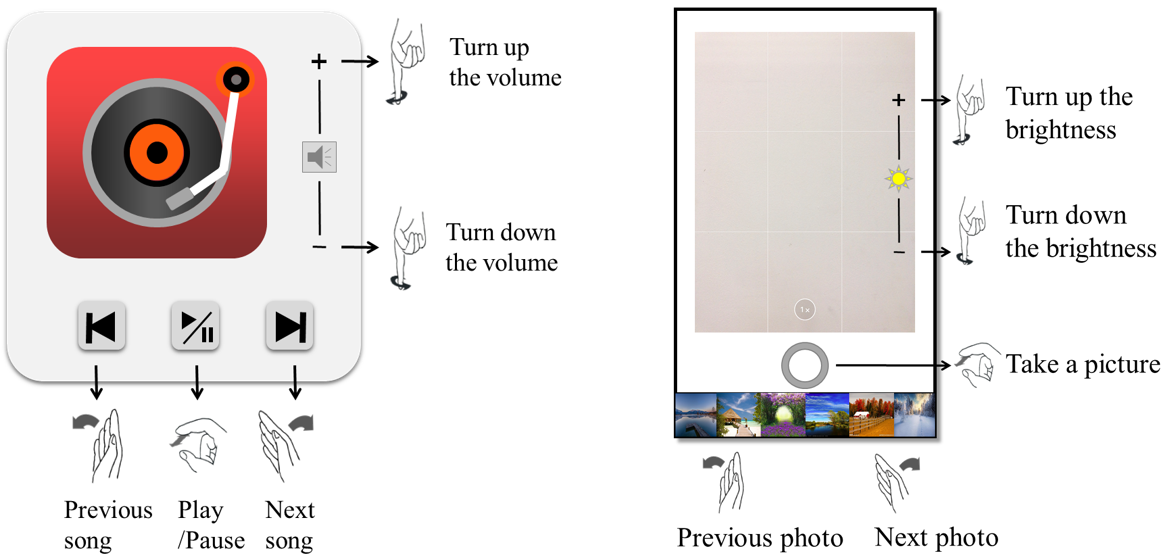 +
Turn up
the volume
-
Turn down
the volume
Previous
song
Play
/Pause
Next
song
+
Turn up the
brightness
-
Turn down
the brightness
1×
Take a picture
Previous photo
Next photo